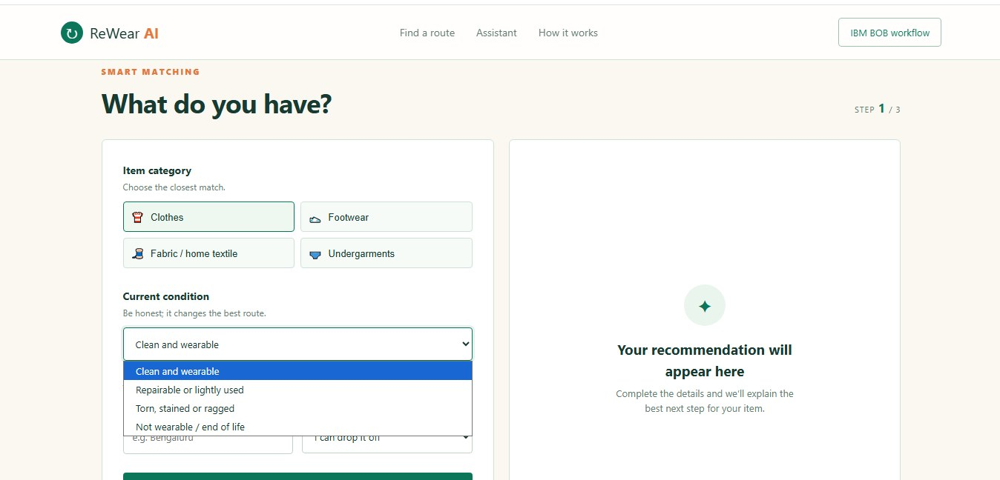 ReWear AI
Find a route
Assistant
How it works
IBM BOB workflow
SMART MATCHING
What do you have?
STEP 1 / 3
Item category
Choose the closest match.
Clothes
Footwear
Fabric / home textile
Undergarments
Current condition
Be honest; it changes the best route.
Clean and wearable
Clean and wearable
Repairable or lightly used
Torn, stained or ragged
Not wearable / end of life
e.g. Bengaluru
I can drop it off
Your recommendation will
appear here
Complete the details and we'll explain the
best next step for your item.